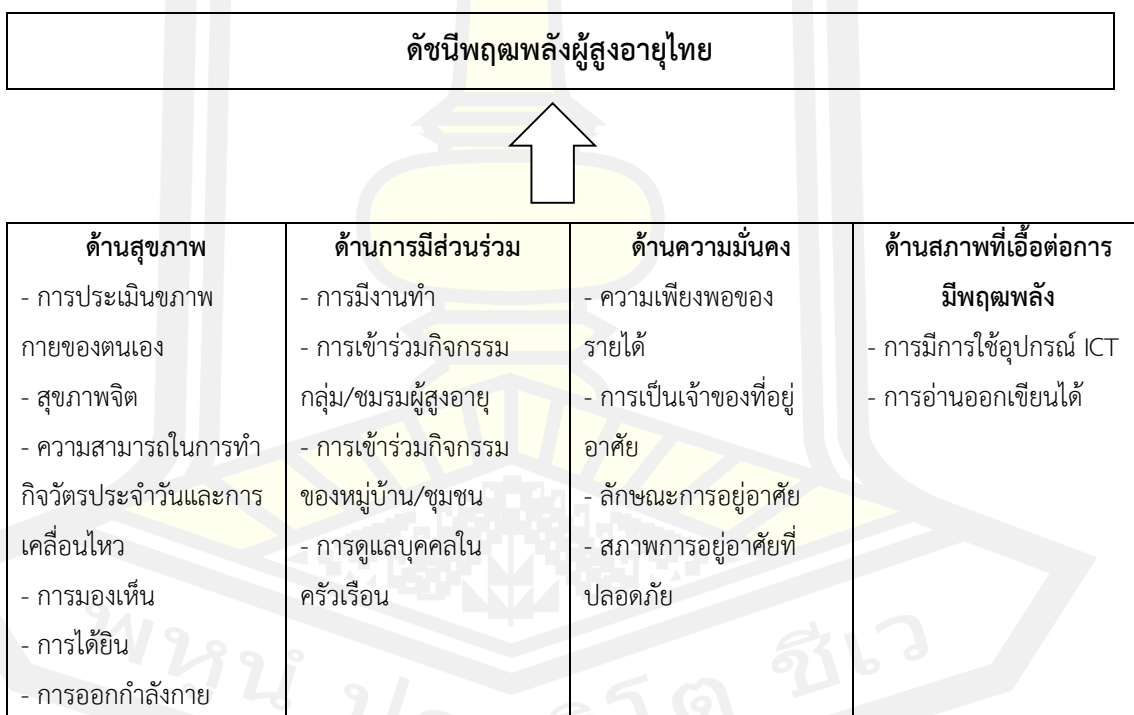 ดัชนีพฤฒพลังผู้สูงอายุไทย
ด้านสุขภาพ
- การประเมินขภาพ
กายของตนเอง
- สุขภาพจิต
- ความสามารถในการทำ
กิจวัตรประจำวันและการ
เคลื่อนไหว
- การมองเห็น
- การได้ยิน
- การออกกำลังกาย
ด้านการมีส่วนร่วม
- การมีงานทำ
- การเข้าร่วมกิจกรรม
กลุ่ม/ชมรมผู้สูงอายุ
- การเข้าร่วมกิจกรรม
ของหมู่บ้าน/ชุมชน
- การดูแลบุคคลใน
ครัวเรือน
ด้านความมั่นคง
- ความเพียงพอของ
รายได้
- การเป็นเจ้าของที่อยู่
อาศัย
- ลักษณะการอยู่อาศัย
- สภาพการอยู่อาศัยที่
ปลอดภัย
ด้านสภาพที่เอื้อต่อการ
มีพฤฒพลัง
- การมีการใช้อุปกรณ์ ICT
- การอ่านออกเขียนได้
พหุนํ
ชีเว